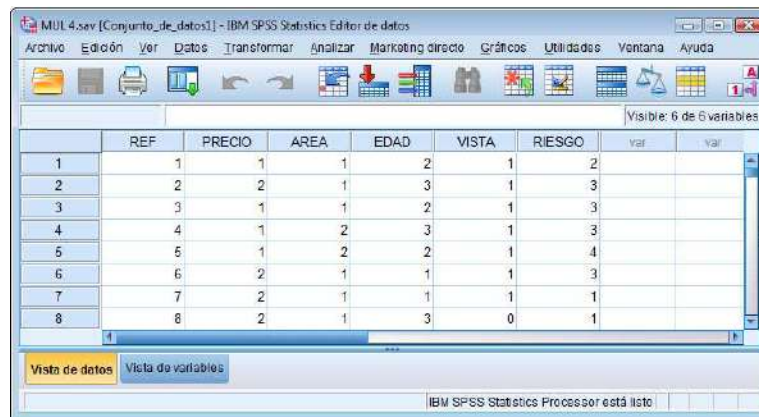 MUL 4.sav [Conjunto_de_datos1] - IBM SPSS Statistics Editor de datos
Archivo Edición Ver Datos Transformar Analizar Marketing directo Gráficos Utilidades Ventana Ayuda
Visible: 6 de 6 variables
REF PRECIO AREA EDAD VISTA RIESGO var var
1 1 1 1 2 1 2
2 2 2 1 3 1 3
3 3 1 1 2 1 3
4 4 1 2 3 1 3
5 5 1 2 2 1 4
6 6 2 1 1 1 3
7 7 2 1 1 1 1
8 8 2 1 3 0 1
Vista de datos Vista de variables
IBM SPSS Statistics Processor está listo